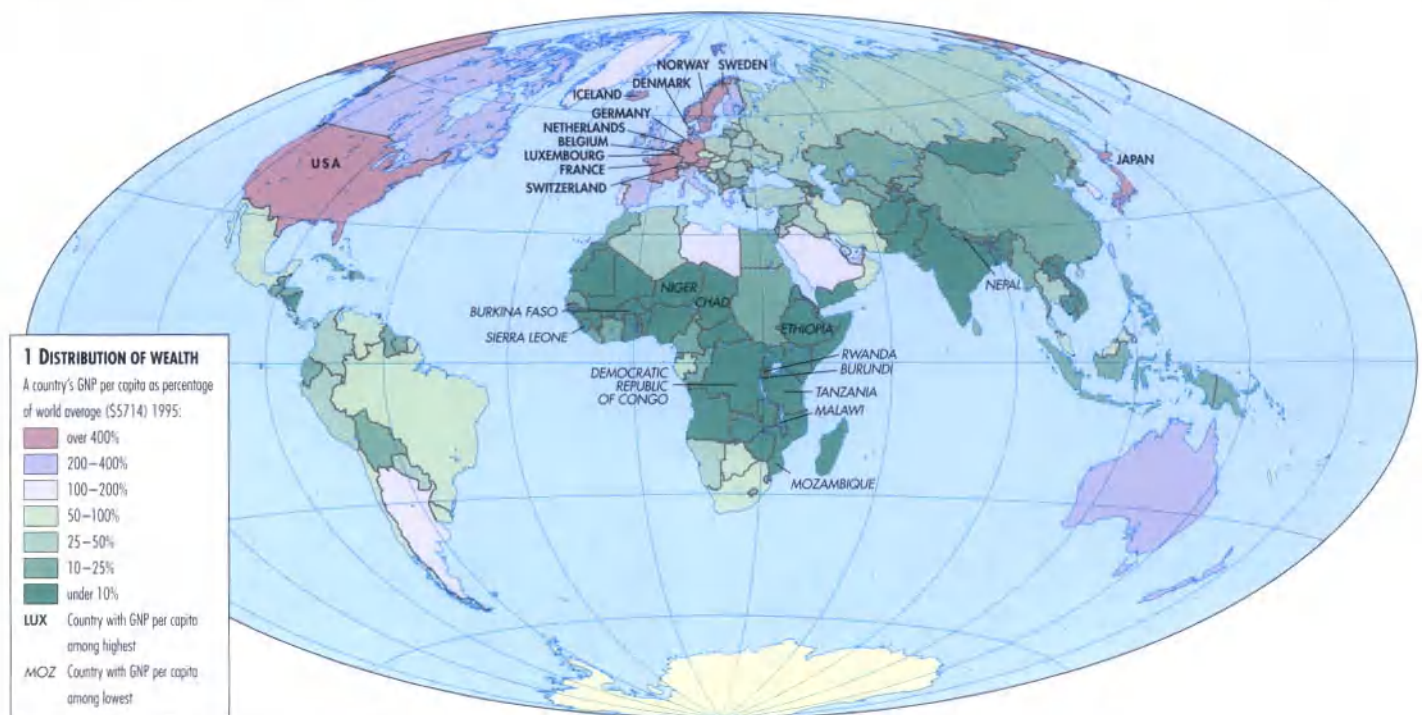 NORWAY SWEDEN
DENMARK
ICELAND
GERMANY
NETHERLANDS
BELGIUM
LUXEMBOURG
FRANCE
SWITZERLAND
USA
JAPAN
NIGER
CHAD
BURKINA FASO
SIERRA LEONE
ETHIOPIA
NEPAL
RWANDA
BURUNDI
DEMOCRATIC
REPUBLIC
OF CONGO
TANZANIA
MALAWI
MOZAMBIQUE
1 DISTRIBUTION OF WEALTH
A country's GNP per capita as percentage
of world average ($5714) 1995:
over 400%
200–400%
100–200%
50–100%
25–50%
10–25%
under 10%
LUX Country with GNP per capita
among highest
MOZ Country with GNP per capita
among lowest